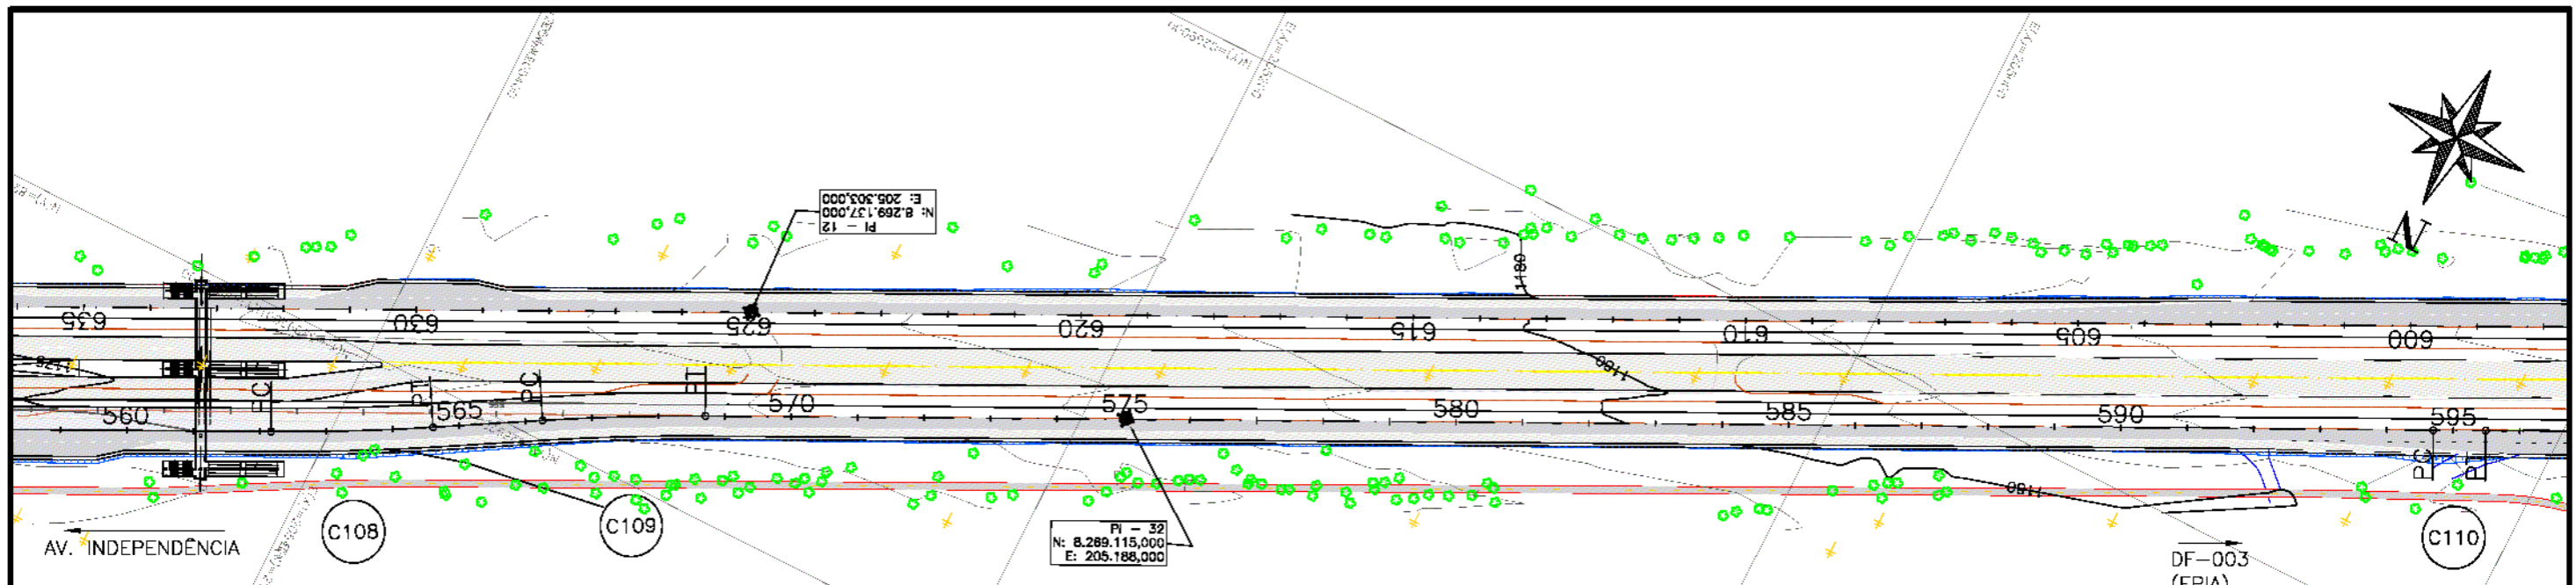 PI - 12
N: 8.269.137,000
E: 205.303,000
N
1180
635
630
625
620
615
610
605
600
1180
PC
PT
PC
PT
560
565
570
575
580
585
590
595
PC
PT
1180
C108
C109
PI - 32
N: 8.269.115,000
E: 205.188,000
C110
AV. INDEPENDÊNCIA
DF-003
(EPIA)